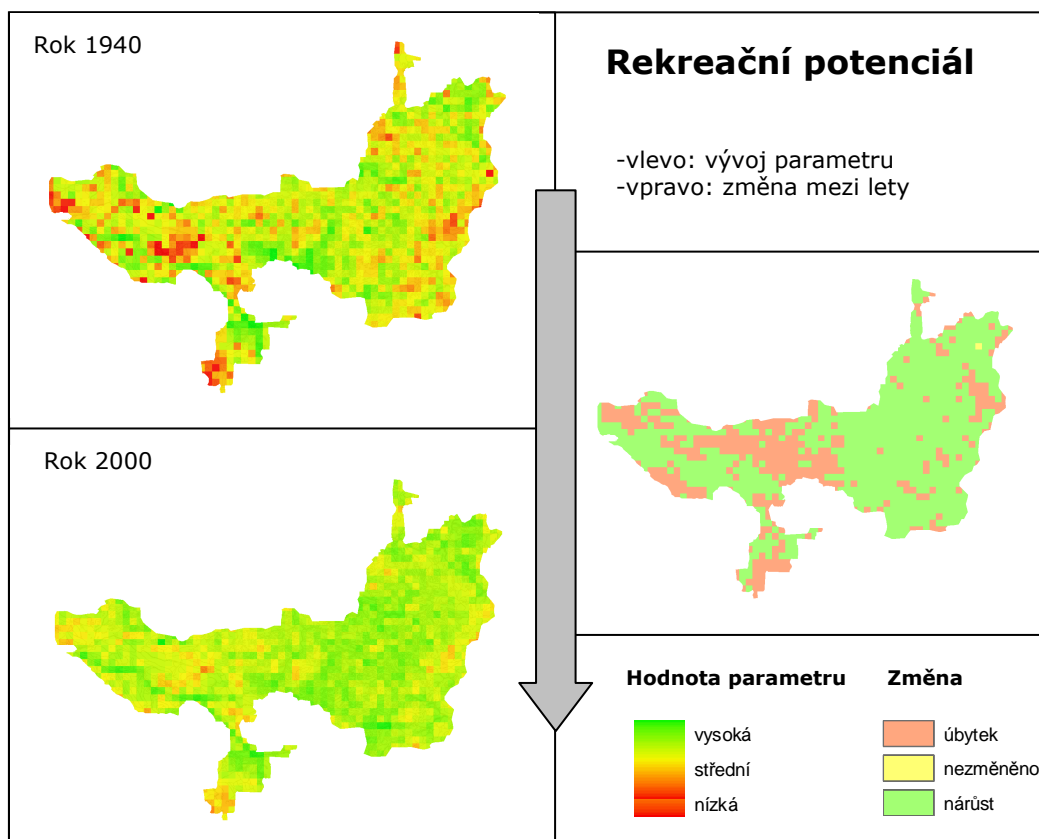 Rok 1940
Rekreační potenciál
-vlevo: vývoj parametru
-vpravo: změna mezi lety
Rok 2000
Hodnota parametru
vysoká
střední
nízká
Změna
úbytek
nezměněno
nárůst